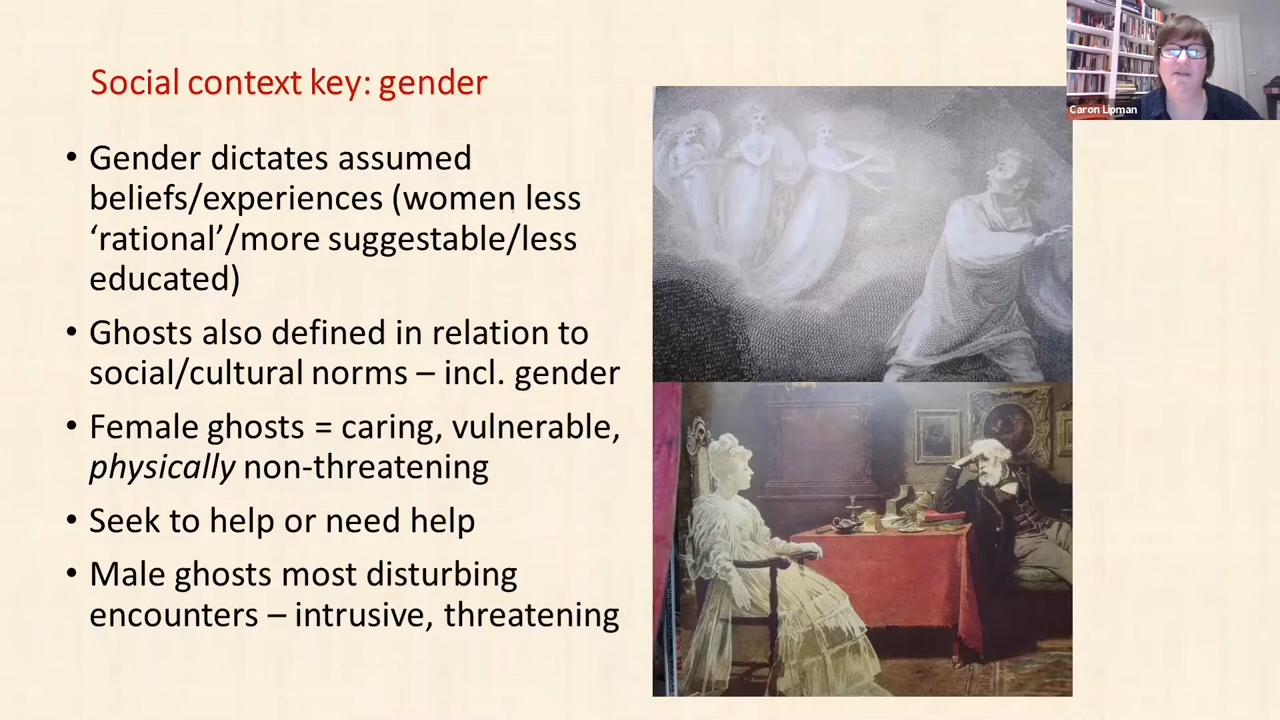 Social context key: gender
• Gender dictates assumed
beliefs/experiences (women less
‘rational’/more suggestable/less
educated)
• Ghosts also defined in relation to
social/cultural norms – incl. gender
• Female ghosts = caring, vulnerable,
physically non-threatening
• Seek to help or need help
• Male ghosts most disturbing
encounters – intrusive, threatening
Caron Lipman